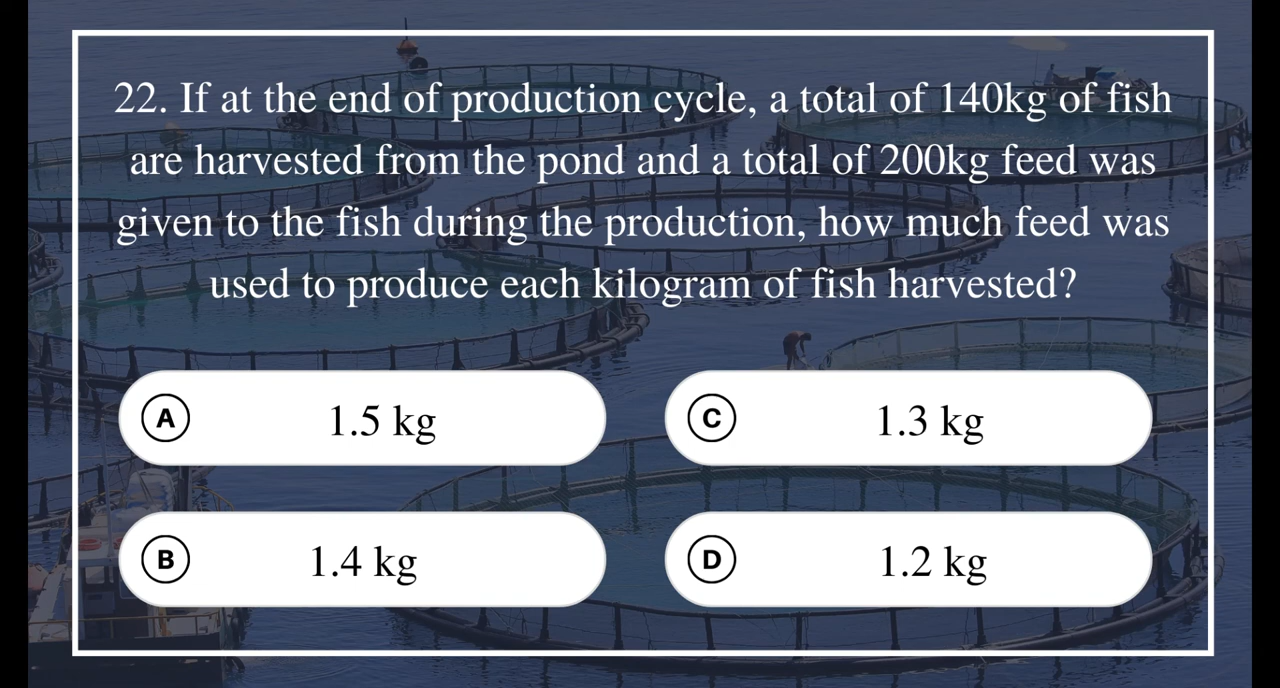 22. If at the end of production cycle, a total of 140kg of fish
are harvested from the pond and a total of 200kg feed was
given to the fish during the production, how much feed was
used to produce each kilogram of fish harvested?
A 1.5 kg
B 1.4 kg
C 1.3 kg
D 1.2 kg